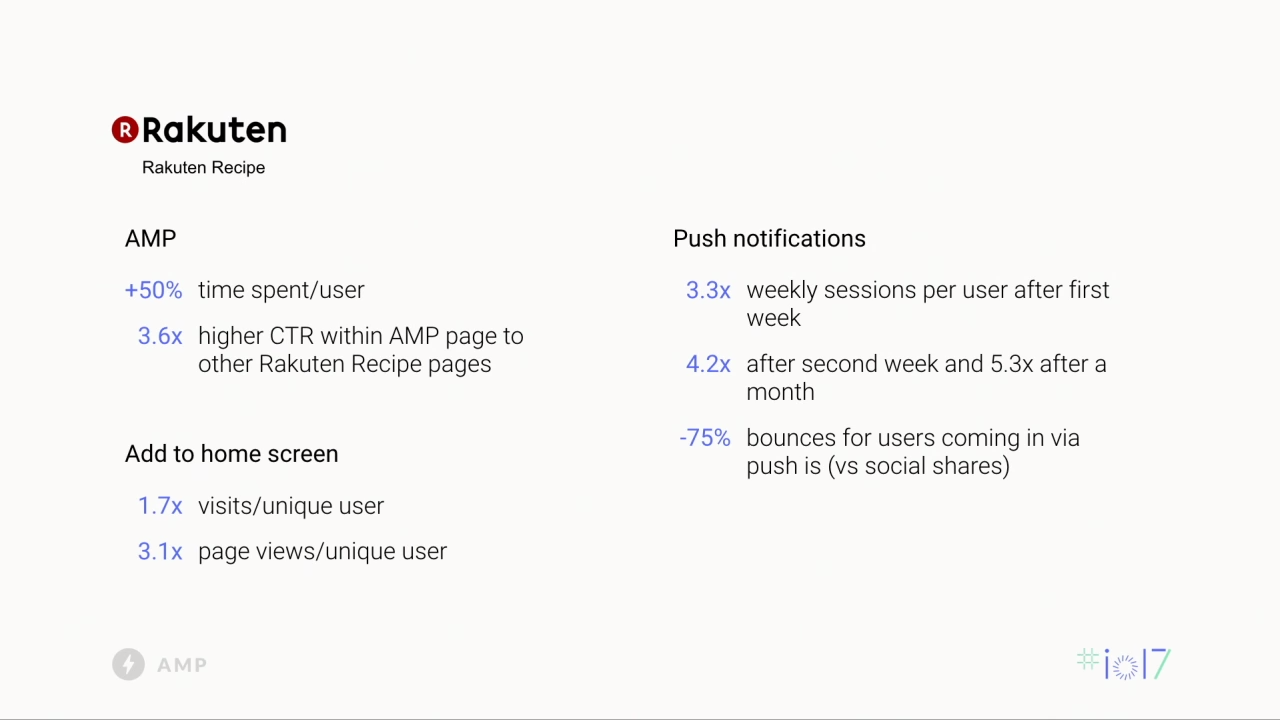 Rakuten
Rakuten Recipe
AMP
+50% time spent/user
3.6x higher CTR within AMP page to
other Rakuten Recipe pages
Add to home screen
1.7x visits/unique user
3.1x page views/unique user
Push notifications
3.3x weekly sessions per user after first
week
4.2x after second week and 5.3x after a
month
-75% bounces for users coming in via
push is (vs social shares)
AMP
#io17